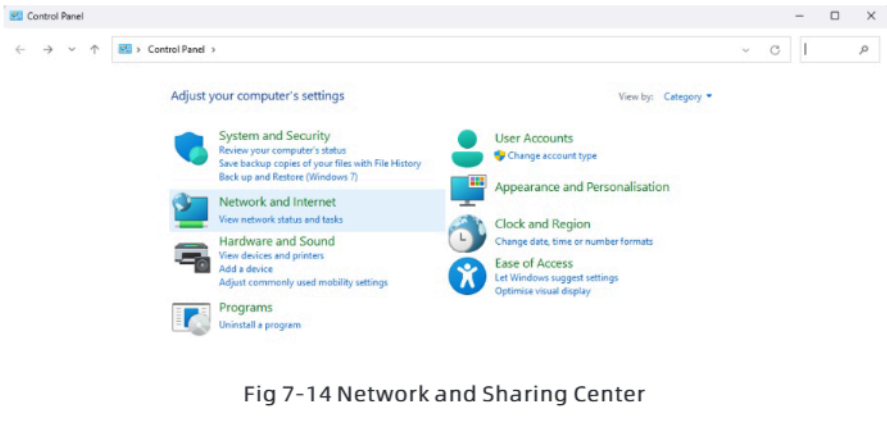 Control Panel
Control Panel
Adjust your computer's settings
View by: Category
System and Security
Review your computer's status
Save backup copies of your files with File History
Back up and Restore (Windows 7)
Network and Internet
View network status and tasks
Hardware and Sound
View devices and printers
Add a device
Adjust commonly used mobility settings
Programs
Uninstall a program
User Accounts
Change account type
Appearance and Personalisation
Clock and Region
Change date, time or number formats
Ease of Access
Let Windows suggest settings
Optimise visual display
Fig 7-14 Network and Sharing Center